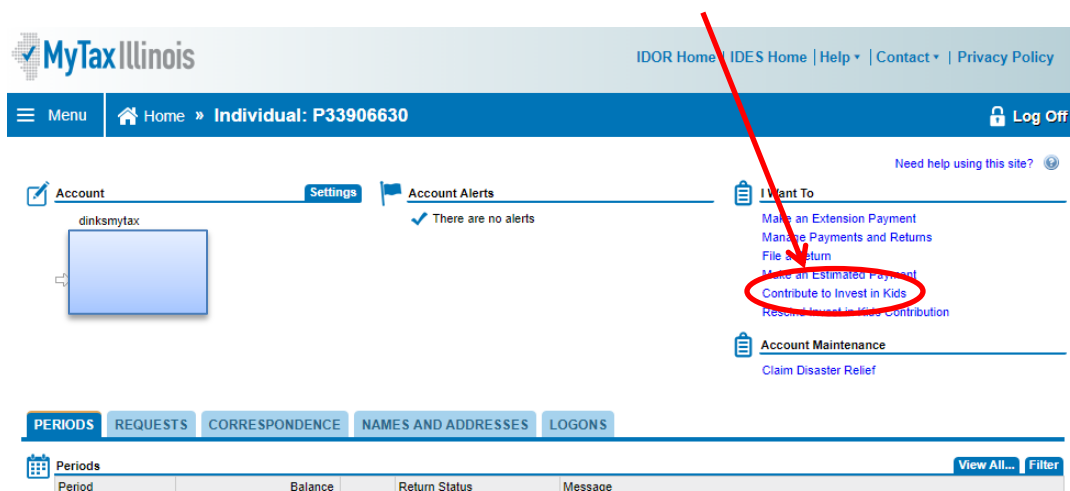 MyTax Illinois
IDOR Home | IDES Home | Help | Contact | Privacy Policy
Menu Home » Individual: P33906630 Log Off
Need help using this site?
Account Settings
dinksmytax
Account Alerts
There are no alerts
I Want To
Make an Extension Payment
Manage Payments and Returns
File a Return
Make an Estimated Payment
Contribute to Invest in Kids
Rescind Invest in Kids Contribution
Account Maintenance
Claim Disaster Relief
PERIODS REQUESTS CORRESPONDENCE NAMES AND ADDRESSES LOGONS
Periods View All... Filter
Period Balance Return Status Message